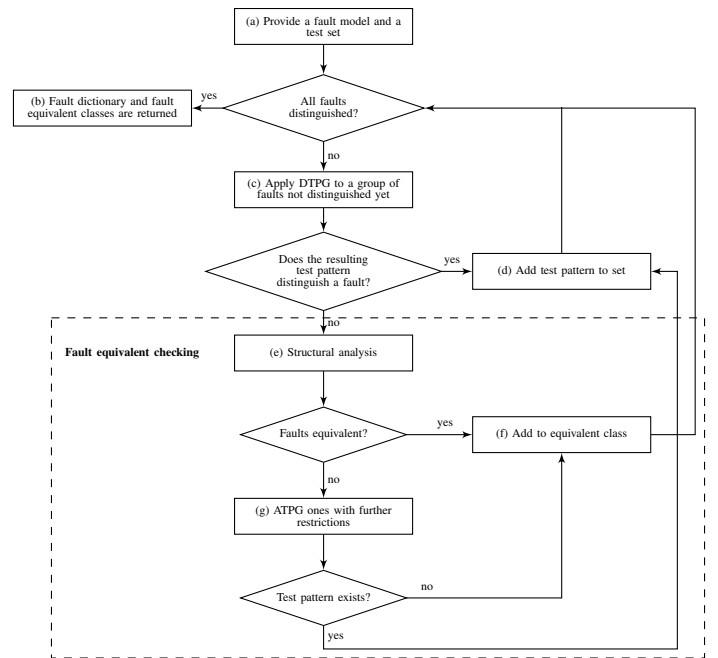 (a) Provide a fault model and a
test set
(b) Fault dictionary and fault
equivalent classes are returned
yes
All faults
distinguished?
no
(c) Apply DTPG to a group of
faults not distinguished yet
Does the resulting
test pattern
distinguish a fault?
yes
(d) Add test pattern to set
no
Fault equivalent checking
(e) Structural analysis
Faults equivalent?
yes
(f) Add to equivalent class
no
(g) ATPG ones with further
restrictions
Test pattern exists?
no
yes